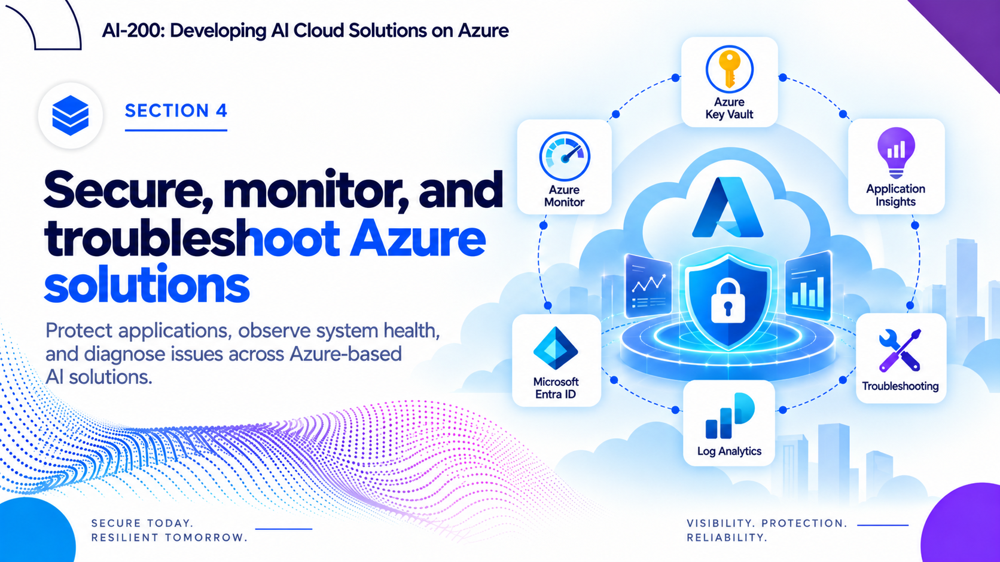 AI-200: Developing AI Cloud Solutions on Azure
SECTION 4
Secure, monitor, and
troubleshoot Azure
solutions
Protect applications, observe system health,
and diagnose issues across Azure-based
AI solutions.
Azure
Key Vault
Azure
Monitor
Application
Insights
Microsoft
Entra ID
Troubleshooting
Log Analytics
SECURE TODAY.
RESILIENT TOMORROW.
VISIBILITY. PROTECTION.
RELIABILITY.